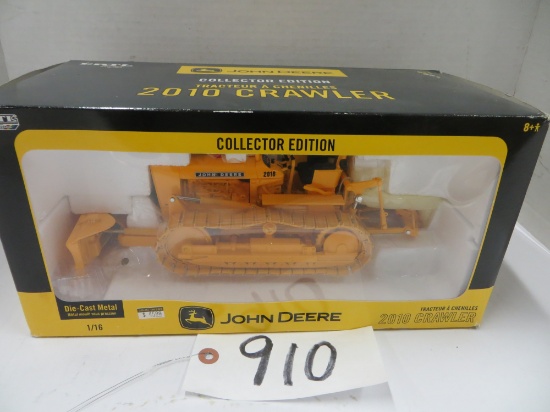 ERTL
JOHN DEERE
COLLECTOR EDITION
TRACTEUR À CHENILLES
2010 CRAWLER
8+
COLLECTOR EDITION
JOHN DEERE 2010
Die-Cast Metal
1/16
JOHN DEERE
TRACTEUR À CHENILLES
2010 CRAWLER
910